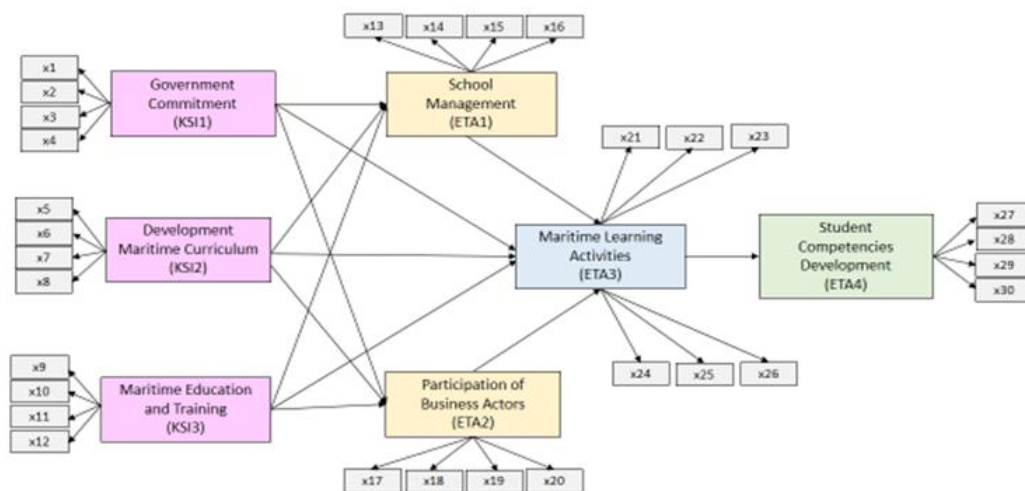 x13
x14
x15
x16
x1
x2
x3
x4
Government
Commitment
(KSI1)
School
Management
(ETA1)
x21
x22
x23
x5
x6
x7
x8
Development
Maritime Curriculum
(KSI2)
Maritime Learning
Activities
(ETA3)
Student
Competencies
Development
(ETA4)
x27
x28
x29
x30
x9
x10
x11
x12
Maritime Education
and Training
(KSI3)
Participation of
Business Actors
(ETA2)
x24
x25
x26
x17
x18
x19
x20